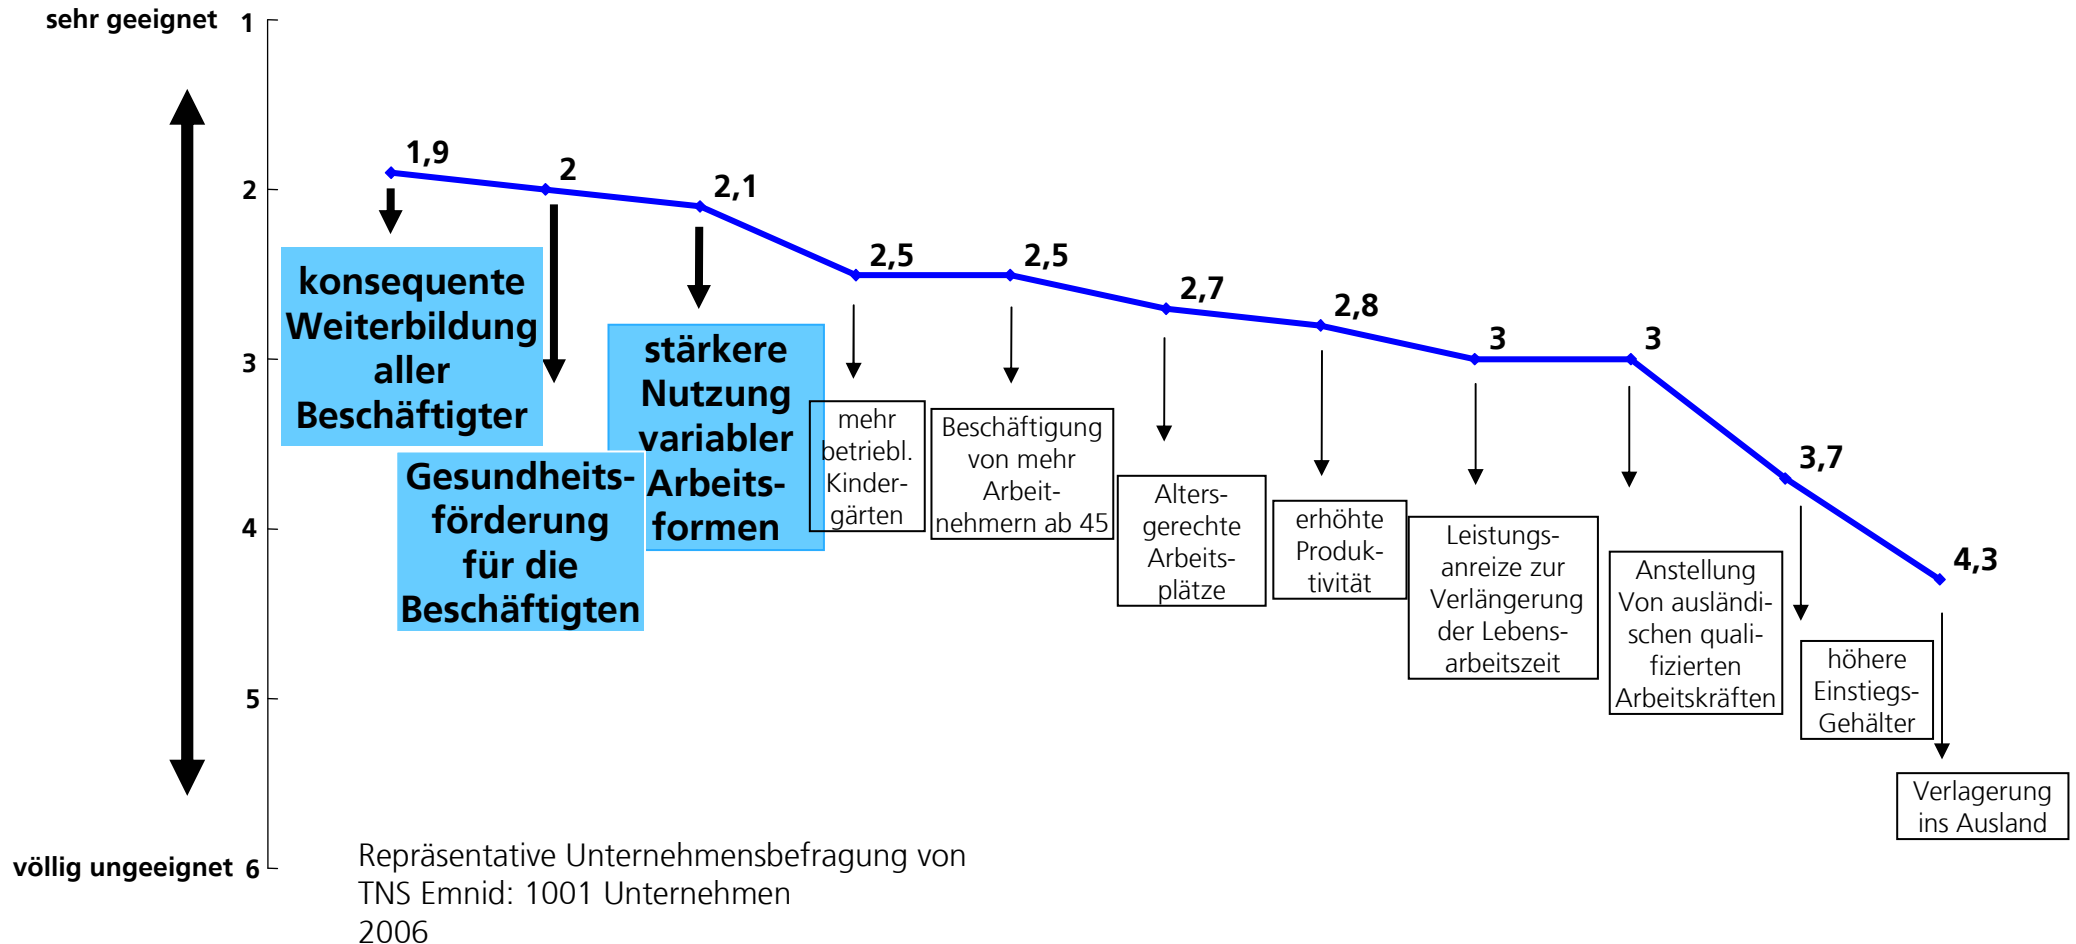 sehr geeignet 1
2
3
4
5
völlig ungeeignet 6
1,9
2
2,1
2,5
2,5
2,7
2,8
3
3
3,7
4,3
konsequente
Weiterbildung
aller
Beschäftigter
Gesundheits-
förderung
für die
Beschäftigten
stärkere
Nutzung
variabler
Arbeits-
formen
mehr
betriebl.
Kinder-
gärten
Beschäftigung
von mehr
Arbeit-
nehmern ab 45
Alters-
gerechte
Arbeits-
plätze
erhöhte
Produk-
tivität
Leistungs-
anreize zur
Verlängerung
der Lebens-
arbeitszeit
Anstellung
Von ausländi-
schen quali-
fizierten
Arbeitskräften
höhere
Einstiegs-
Gehälter
Verlagerung
ins Ausland
Repräsentative Unternehmensbefragung von
TNS Emnid: 1001 Unternehmen
2006